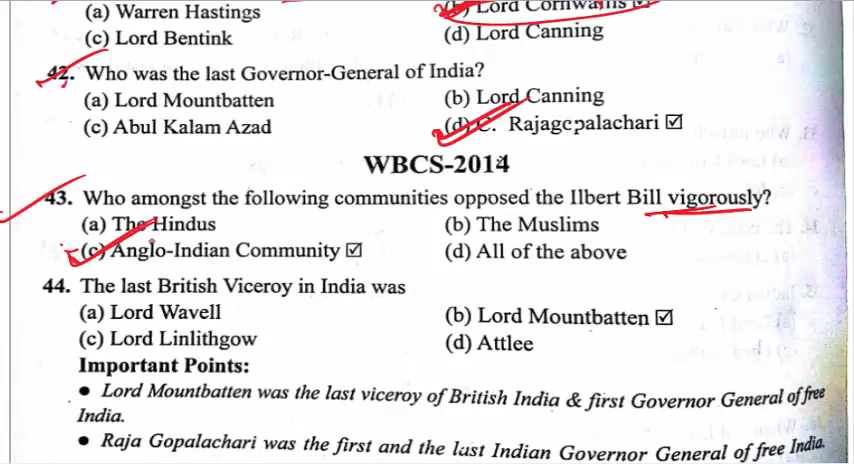 (a) Warren Hastings (b) Lord Cornwallis ☑
(c) Lord Bentink (d) Lord Canning
42. Who was the last Governor-General of India?
(a) Lord Mountbatten (b) Lord Canning
(c) Abul Kalam Azad (d) C. Rajagopalachari ☑
WBCS-2014
43. Who amongst the following communities opposed the Ilbert Bill vigorously?
(a) The Hindus (b) The Muslims
(c) Anglo-Indian Community ☑ (d) All of the above
44. The last British Viceroy in India was
(a) Lord Wavell (b) Lord Mountbatten ☑
(c) Lord Linlithgow (d) Attlee
Important Points:
• Lord Mountbatten was the last viceroy of British India & first Governor General of free
India.
• Raja Gopalachari was the first and the last Indian Governor General of free India.